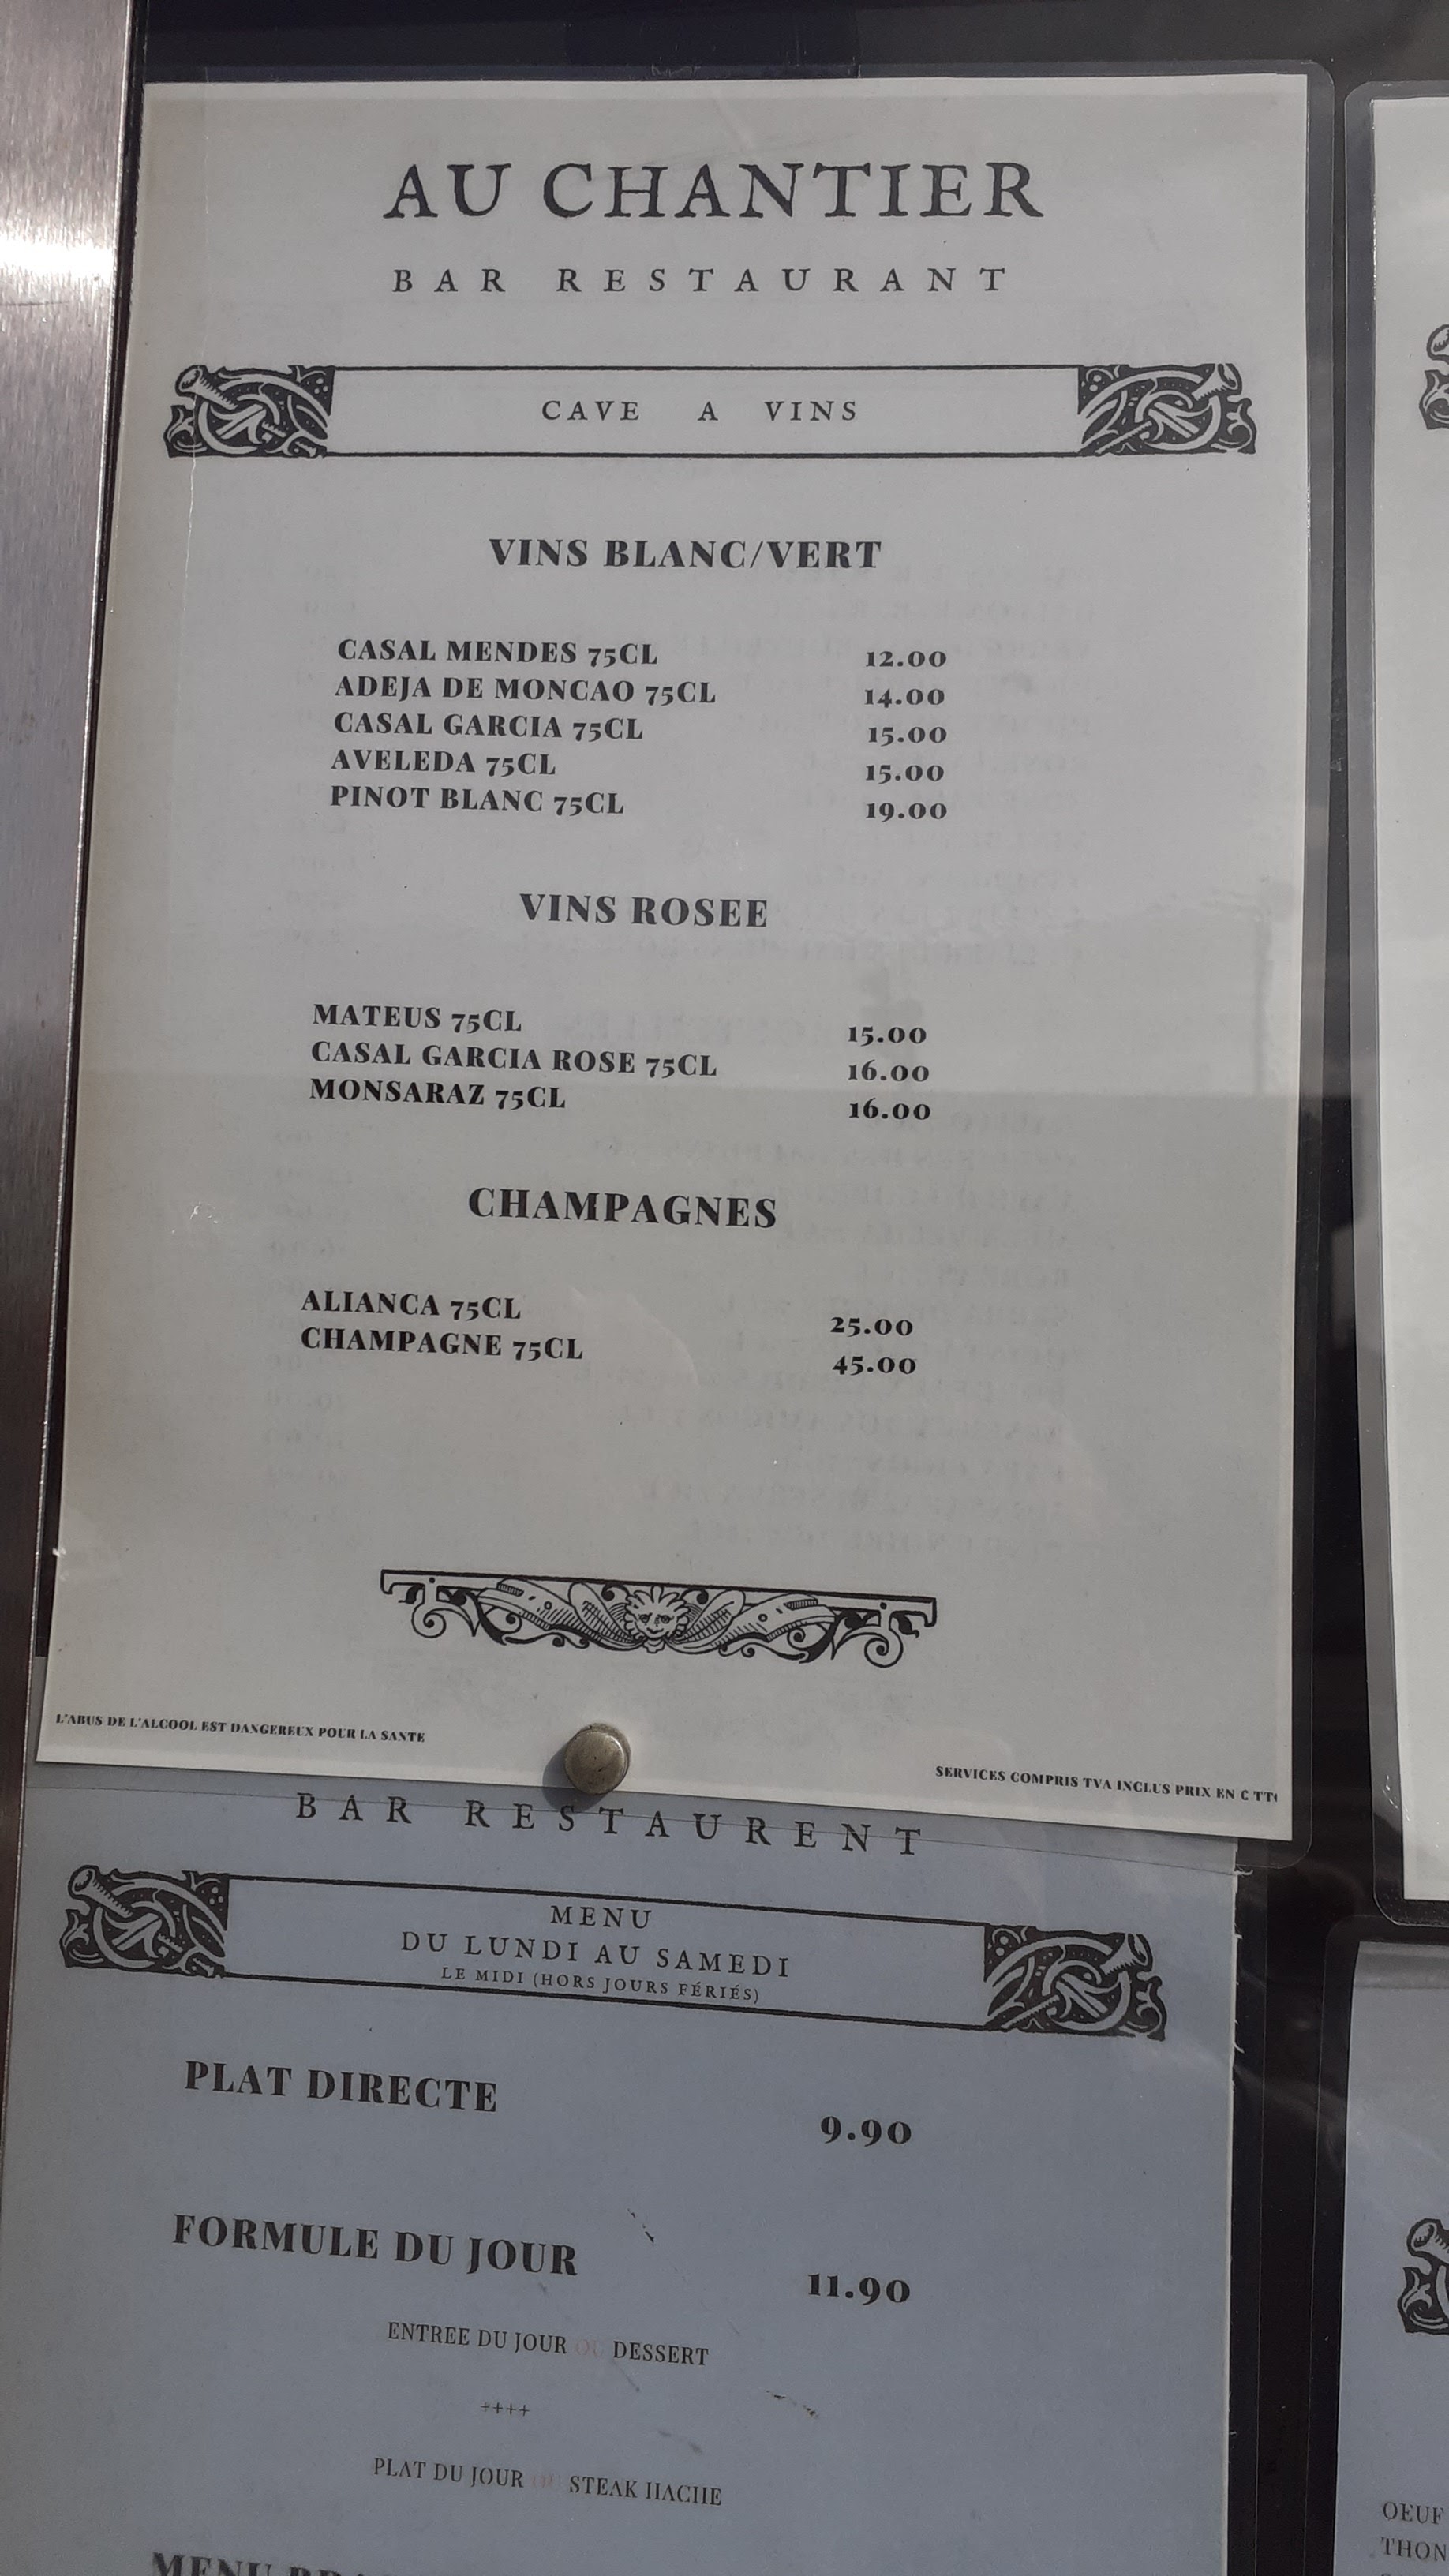 AU CHANTIER
BAR RESTAURANT
CAVE A VINS
VINS BLANC/VERT
CASAL MENDES 75CL 12.00
ADEJA DE MONCAO 75CL 14.00
CASAL GARCIA 75CL 15.00
AVELEDA 75CL 15.00
PINOT BLANC 75CL 19.00
VINS ROSEE
MATEUS 75CL 15.00
CASAL GARCIA ROSE 75CL 16.00
MONSARAZ 75CL 16.00
CHAMPAGNES
ALIANCA 75CL 25.00
CHAMPAGNE 75CL 45.00
L'ABUS DE L'ALCOOL EST DANGEREUX POUR LA SANTE
SERVICES COMPRIS TVA INCLUS PRIX EN € TTC
BAR RESTAURENT
MENU
DU LUNDI AU SAMEDI
LE MIDI (HORS JOURS FÉRIÉS)
PLAT DIRECTE 9.90
FORMULE DU JOUR 11.90
ENTREE DU JOUR OU DESSERT
++++
PLAT DU JOUR OU STEAK HACHE
MENU
OEUF
THON